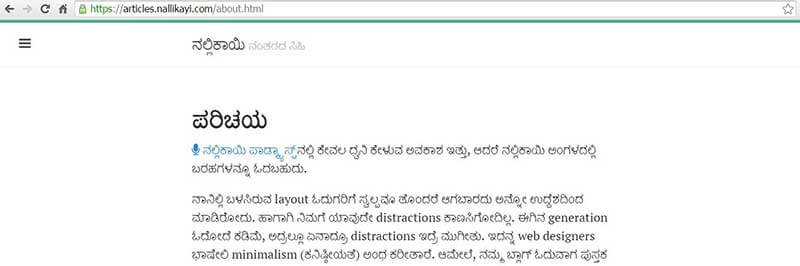 https://articles.nallikayi.com/about.html
ನಲ್ಲಿಕಾಯಿ ನಂತರದ ಸಿಹಿ
ಪರಿಚಯ
ನಲ್ಲಿಕಾಯಿ ಪಾಡ್ಕ್ಯಾಸ್ಟ್ ನಲ್ಲಿ ಕೇವಲ ಧ್ವನಿ ಕೇಳುವ ಅವಕಾಶ ಇತ್ತು, ಆದರೆ ನಲ್ಲಿಕಾಯಿ ಅಂಗಳದಲ್ಲಿ
ಬರಹಗಳನ್ನೂ ಓದಬಹುದು.
ನಾನಿಲ್ಲಿ ಬಳಸಿರುವ layout ಓದುಗರಿಗೆ ಸ್ವಲ್ಪವೂ ತೊಂದರೆ ಆಗಬಾರದು ಅನ್ನೋ ಉದ್ದೆಶದಿಂದ
ಮಾಡಿರೋದು. ಹಾಗಾಗಿ ನಿಮಗೆ ಯಾವುದೇ distractions ಕಾಣಸಿಗೋದಿಲ್ಲ. ಈಗಿನ generation
ಓದೋದೆ ಕಡಿಮೆ, ಅದ್ರಲ್ಲೂ ಏನಾದ್ರೂ distractions ಇದ್ರೆ ಮುಗೀತು. ಇದನ್ನ web designers
ಭಾಷೇಲಿ minimalism (ಕನಿಷ್ಠೀಯತೆ) ಅಂಥ ಕರೀತಾರೆ. ಆಮೇಲೆ, ನಮ್ಮ ಬ್ಲಾಗ್ ಓದುವಾಗ ಪುಸ್ತಕ